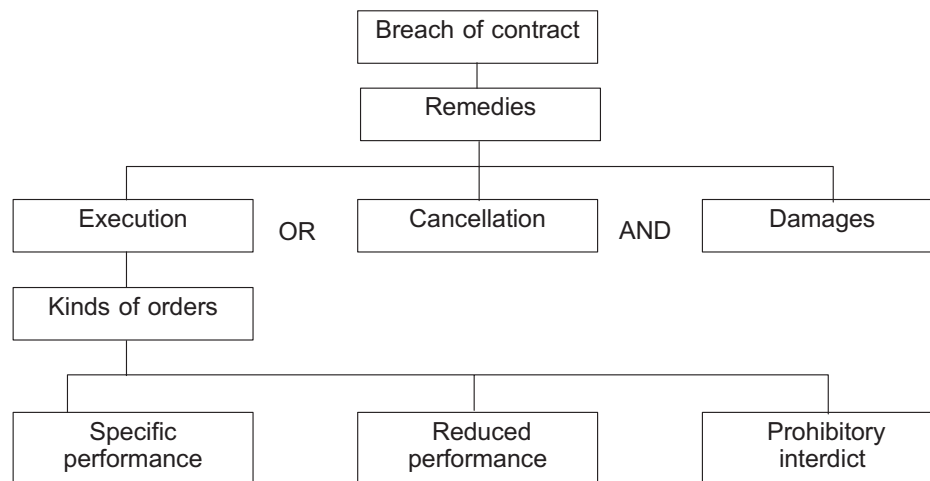 Breach of contract
Remedies
Execution OR Cancellation AND Damages
Kinds of orders
Specific performance
Reduced performance
Prohibitory interdict